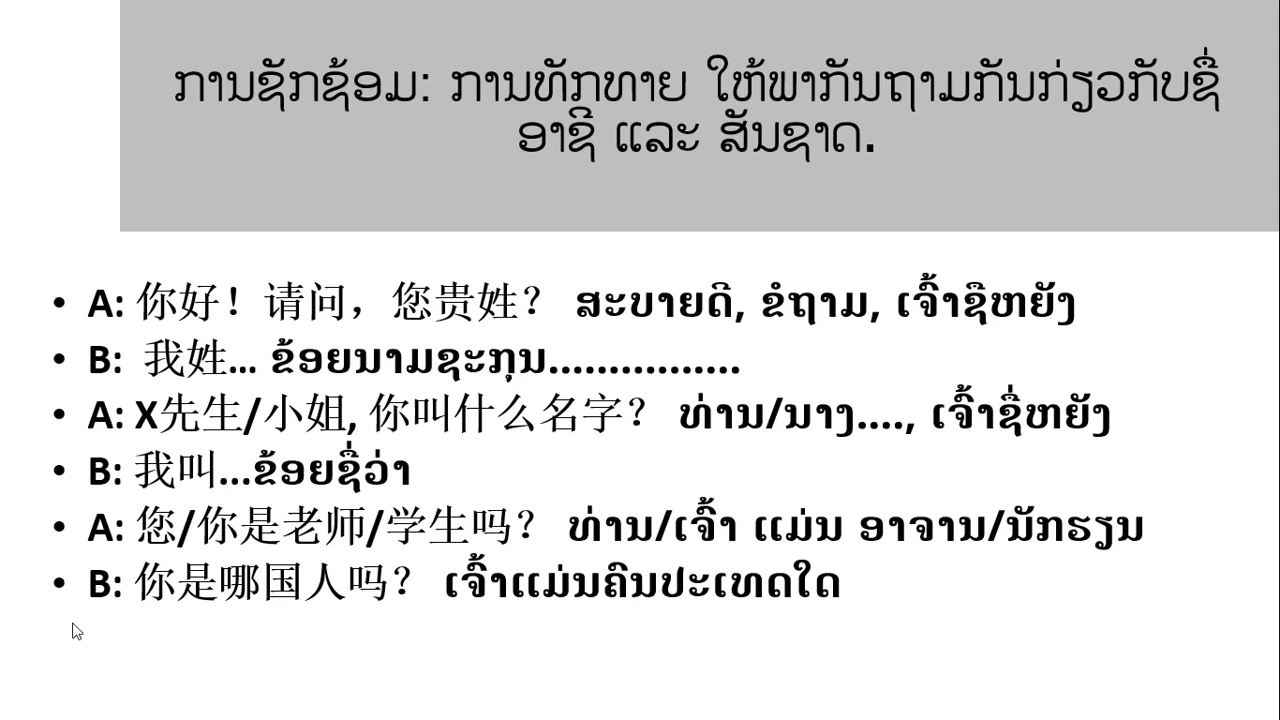 ການຊັກຊ້ອມ: ການທັກທາຍ ໃຫ້ພາກັນຖາມກັນກ່ຽວກັບຊື່
ອາຊີ ແລະ ສັນຊາດ.
• A: 你好！请问，您贵姓？ ສະບາຍດີ, ຂໍຖາມ, ເຈົ້າຊືຫຍັງ
• B: 我姓… ຂ້ອຍນາມຊະກຸນ................
• A: X先生/小姐, 你叫什么名字？ ທ່ານ/ນາງ...., ເຈົ້າຊື່ຫຍັງ
• B: 我叫...ຂ້ອຍຊື່ວ່າ
• A: 您/你是老师/学生吗？ ທ່ານ/ເຈົ້າ ແມ່ນ ອາຈານ/ນັກຮຽນ
• B: 你是哪国人吗？ ເຈົ້າແມ່ນຄົນປະເທດໃດ